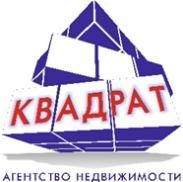 КВАДРАТ
АГЕНТСТВО НЕДВИЖИМОСТИ